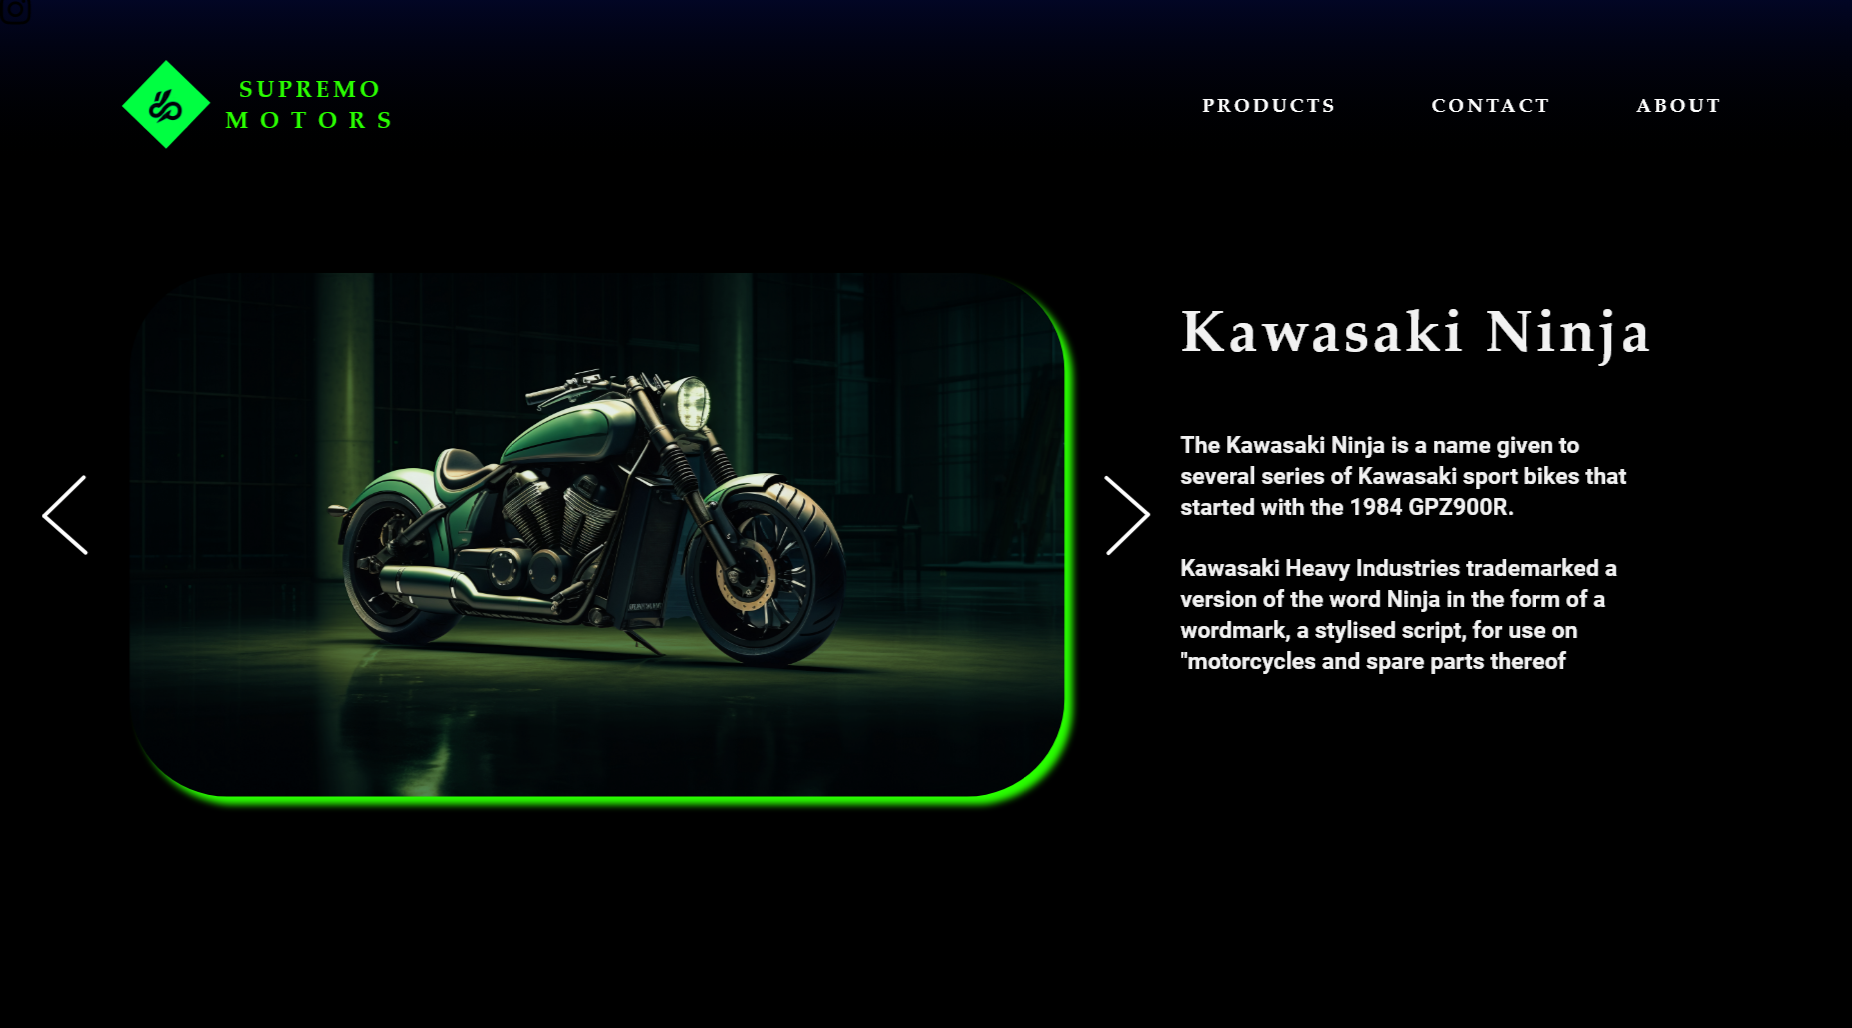 SUPREMO
MOTORS
PRODUCTS
CONTACT
ABOUT
Kawasaki Ninja
The Kawasaki Ninja is a name given to
several series of Kawasaki sport bikes that
started with the 1984 GPZ900R.
Kawasaki Heavy Industries trademarked a
version of the word Ninja in the form of a
wordmark, a stylised script, for use on
"motorcycles and spare parts thereof